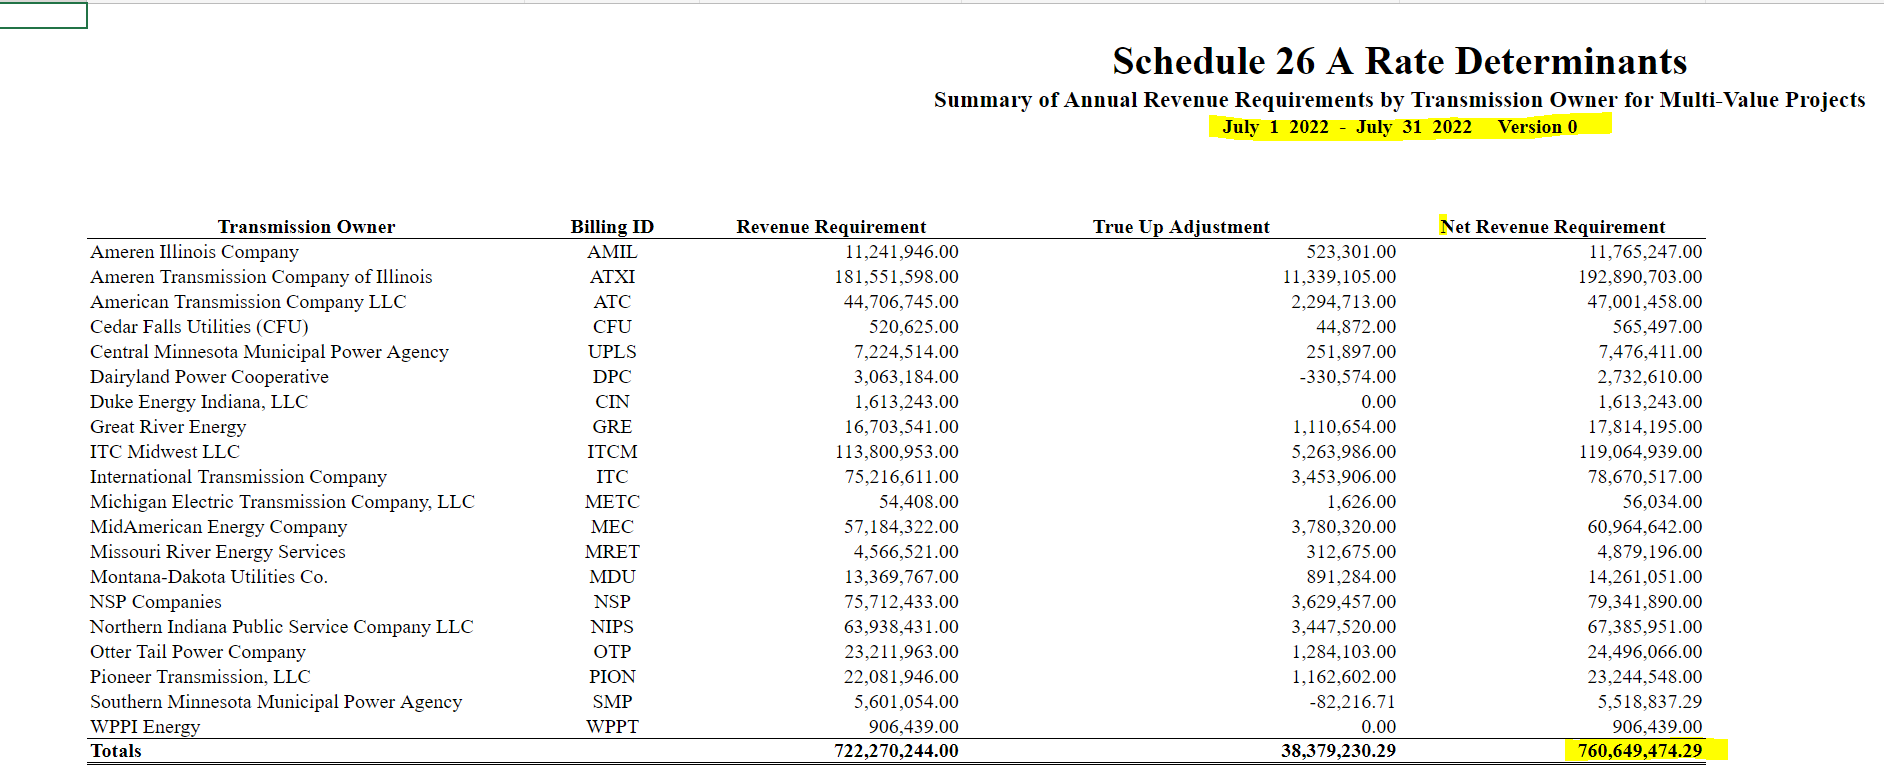 Schedule 26 A Rate Determinants
Summary of Annual Revenue Requirements by Transmission Owner for Multi-Value Projects
July 1 2022 - July 31 2022 Version 0
Transmission Owner Billing ID Revenue Requirement True Up Adjustment Net Revenue Requirement
Ameren Illinois Company AMIL 11,241,946.00 523,301.00 11,765,247.00
Ameren Transmission Company of Illinois ATXI 181,551,598.00 11,339,105.00 192,890,703.00
American Transmission Company LLC ATC 44,706,745.00 2,294,713.00 47,001,458.00
Cedar Falls Utilities (CFU) CFU 520,625.00 44,872.00 565,497.00
Central Minnesota Municipal Power Agency UPLS 7,224,514.00 251,897.00 7,476,411.00
Dairyland Power Cooperative DPC 3,063,184.00 -330,574.00 2,732,610.00
Duke Energy Indiana, LLC CIN 1,613,243.00 0.00 1,613,243.00
Great River Energy GRE 16,703,541.00 1,110,654.00 17,814,195.00
ITC Midwest LLC ITCM 113,800,953.00 5,263,986.00 119,064,939.00
International Transmission Company ITC 75,216,611.00 3,453,906.00 78,670,517.00
Michigan Electric Transmission Company, LLC METC 54,408.00 1,626.00 56,034.00
MidAmerican Energy Company MEC 57,184,322.00 3,780,320.00 60,964,642.00
Missouri River Energy Services MRET 4,566,521.00 312,675.00 4,879,196.00
Montana-Dakota Utilities Co. MDU 13,369,767.00 891,284.00 14,261,051.00
NSP Companies NSP 75,712,433.00 3,629,457.00 79,341,890.00
Northern Indiana Public Service Company LLC NIPS 63,938,431.00 3,447,520.00 67,385,951.00
Otter Tail Power Company OTP 23,211,963.00 1,284,103.00 24,496,066.00
Pioneer Transmission, LLC PION 22,081,946.00 1,162,602.00 23,244,548.00
Southern Minnesota Municipal Power Agency SMP 5,601,054.00 -82,216.71 5,518,837.29
WPPI Energy WPPT 906,439.00 0.00 906,439.00
Totals 722,270,244.00 38,379,230.29 760,649,474.29